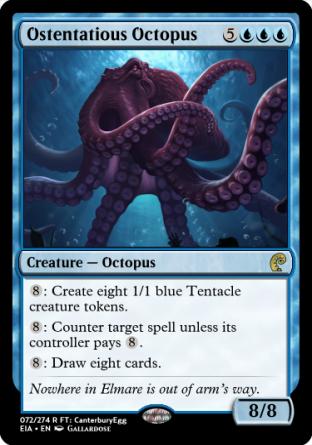 Ostentatious Octopus 5
Creature — Octopus
8: Create eight 1/1 blue Tentacle
creature tokens.
8: Counter target spell unless its
controller pays 8.
8: Draw eight cards.
Nowhere in Elmare is out of arm's way.
8/8
072/274 R FT: CanterburyEgg
EIA • EN GALLARDOSE